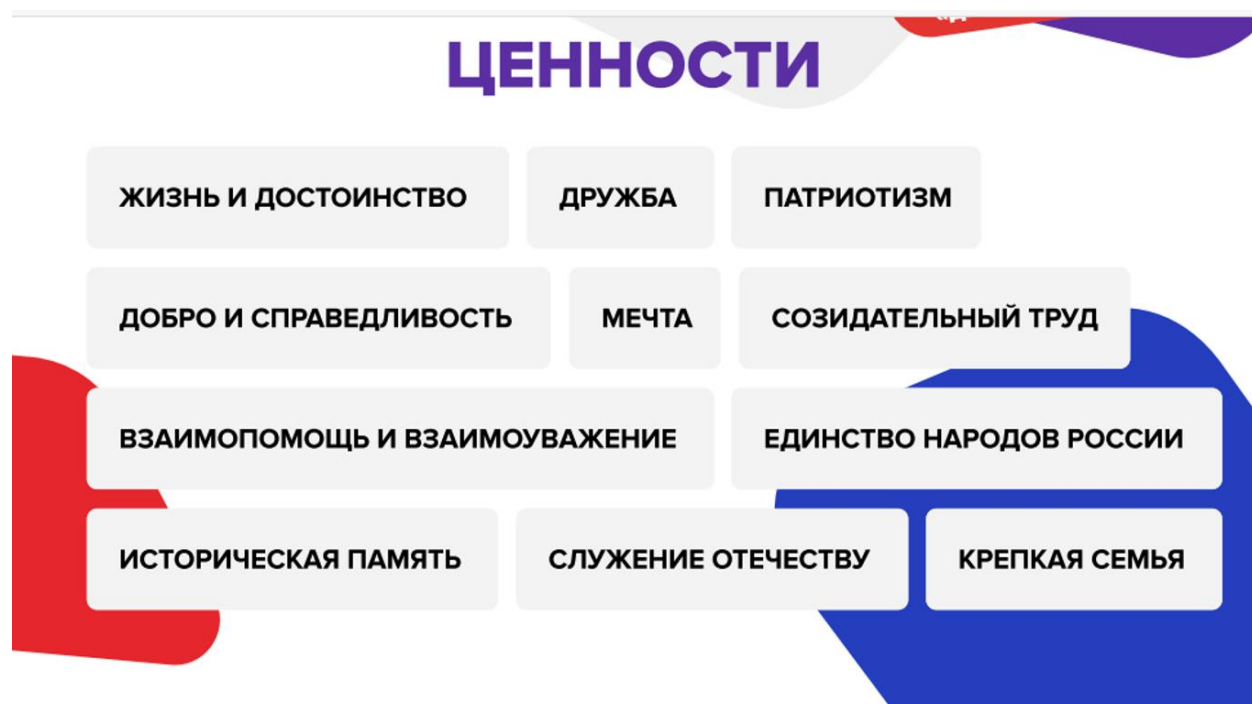 ЦЕННОСТИ
ЖИЗНЬ И ДОСТОИНСТВО
ДРУЖБА
ПАТРИОТИЗМ
ДОБРО И СПРАВЕДЛИВОСТЬ
МЕЧТА
СОЗИДАТЕЛЬНЫЙ ТРУД
ВЗАИМОПОМОЩЬ И ВЗАИМОУВАЖЕНИЕ
ЕДИНСТВО НАРОДОВ РОССИИ
ИСТОРИЧЕСКАЯ ПАМЯТЬ
СЛУЖЕНИЕ ОТЕЧЕСТВУ
КРЕПКАЯ СЕМЬЯ